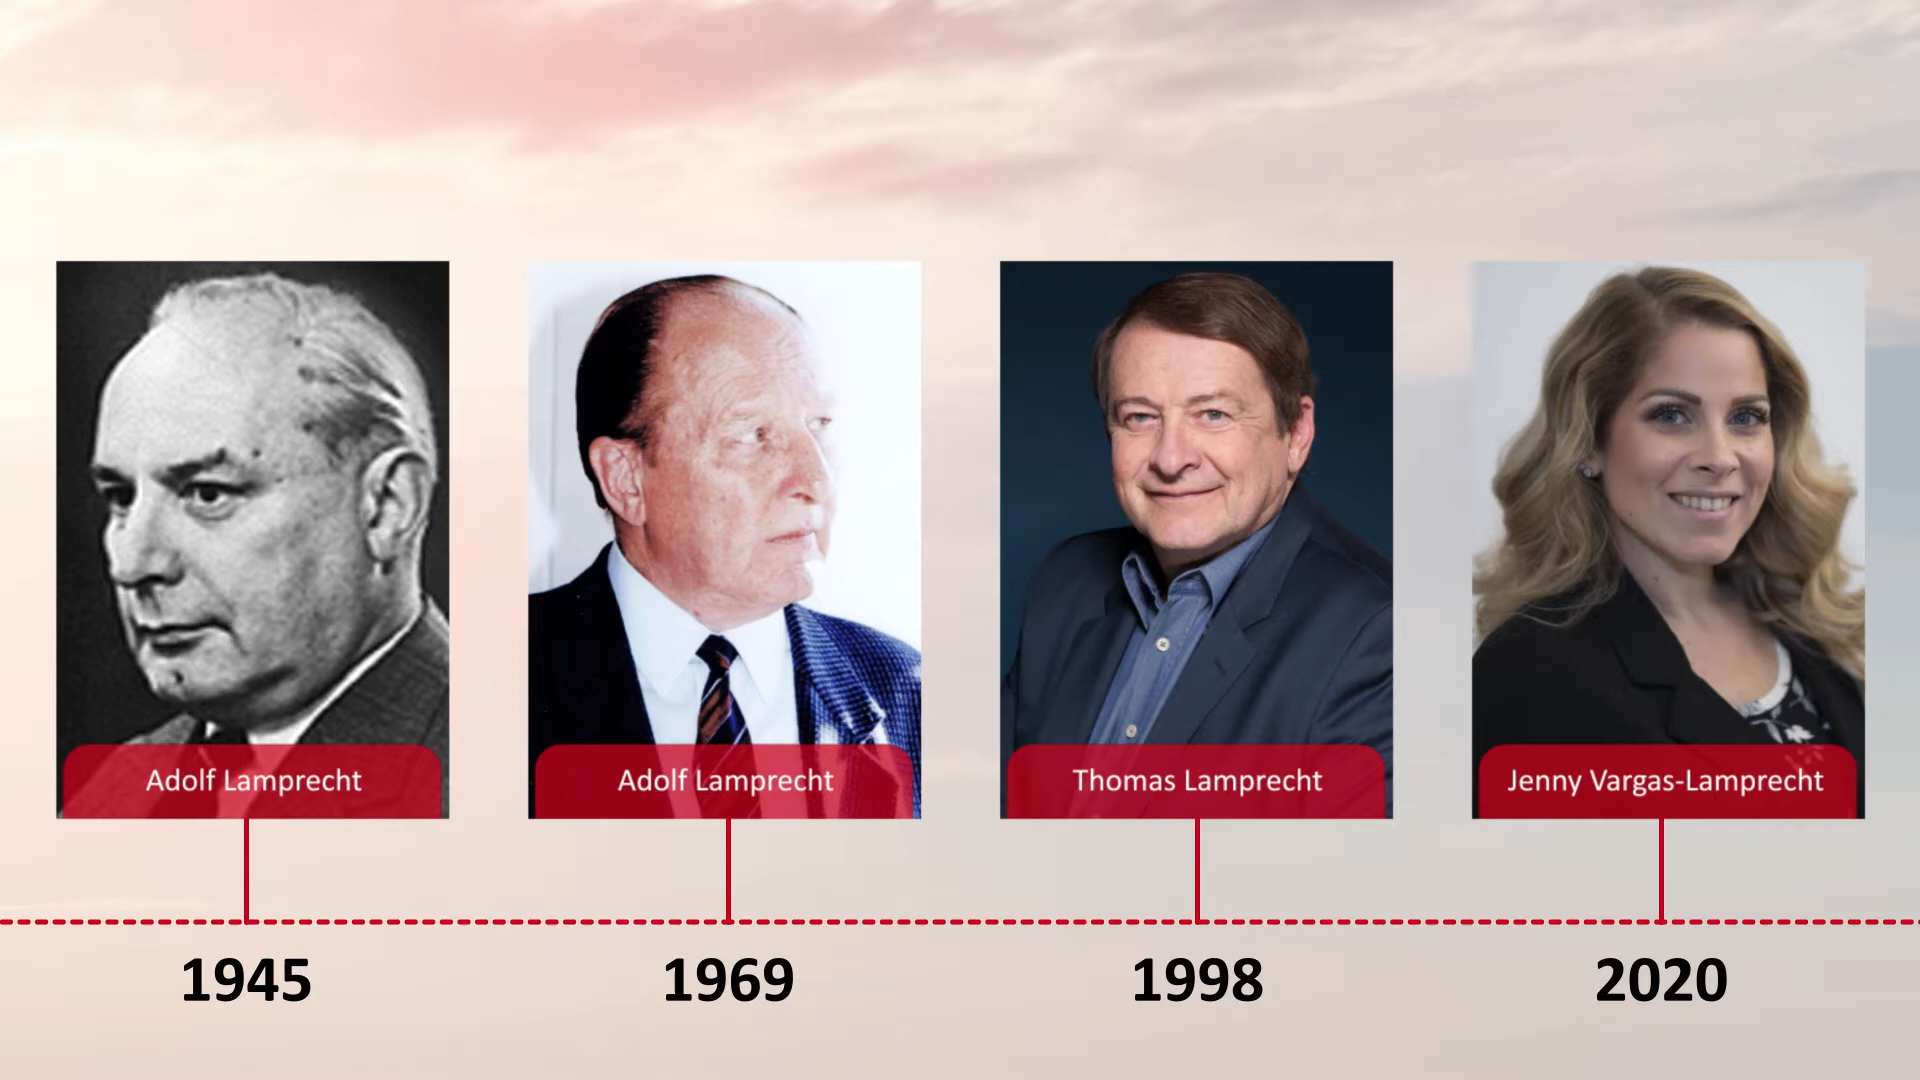 Adolf Lamprecht
Adolf Lamprecht
Thomas Lamprecht
Jenny Vargas-Lamprecht
1945
1969
1998
2020